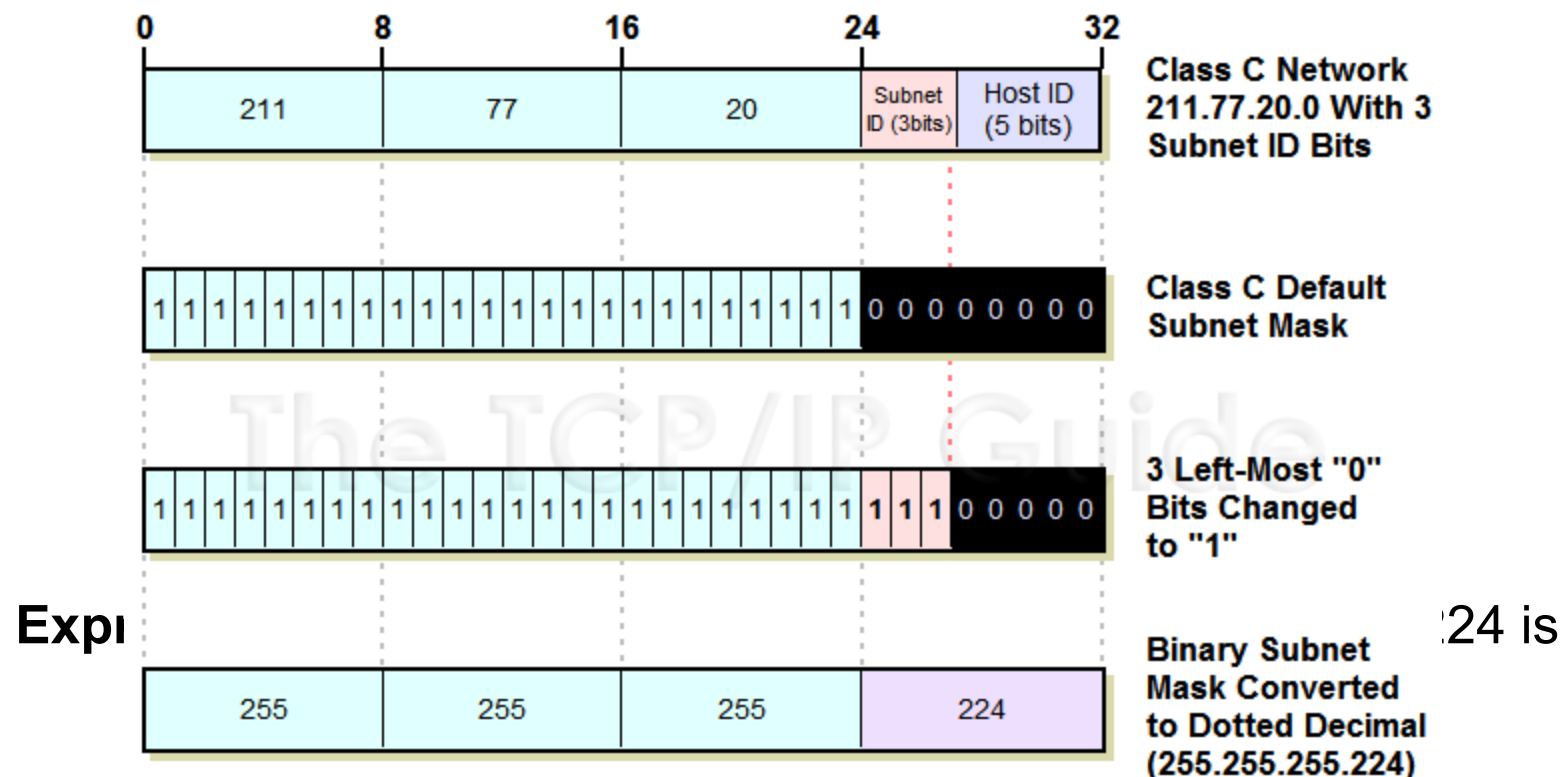 0 8 16 24 32
211 77 20 Subnet ID (3bits) Host ID (5 bits)
Class C Network
211.77.20.0 With 3
Subnet ID Bits
1 1 1 1 1 1 1 1 1 1 1 1 1 1 1 1 1 1 1 1 1 1 1 1 0 0 0 0 0 0 0 0
Class C Default
Subnet Mask
The TCP/IP Guide
1 1 1 1 1 1 1 1 1 1 1 1 1 1 1 1 1 1 1 1 1 1 1 1 1 1 1 0 0 0 0 0
3 Left-Most "0"
Bits Changed
to "1"
24 is
255 255 255 224
Binary Subnet
Mask Converted
to Dotted Decimal
(255.255.255.224)